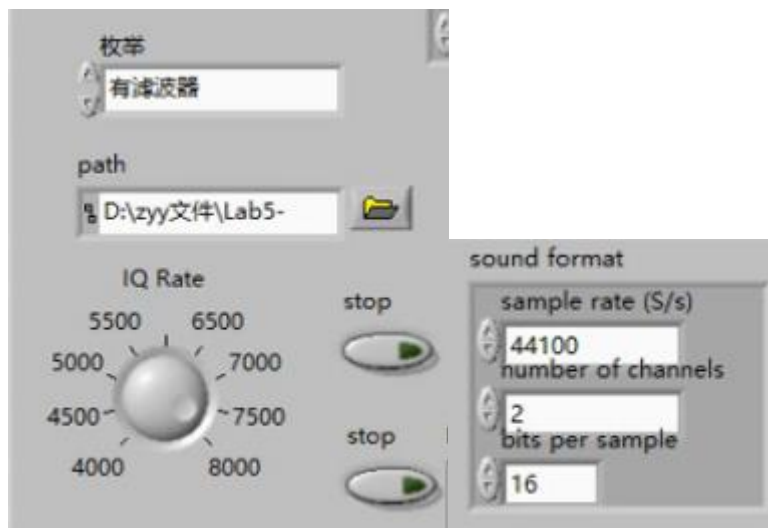 枚举
有滤波器
path
D:\zyy文件\Lab5-
IQ Rate
5500 6500
5000 7000
4500 7500
4000 8000
stop
stop
sound format
sample rate (S/s)
44100
number of channels
2
bits per sample
16